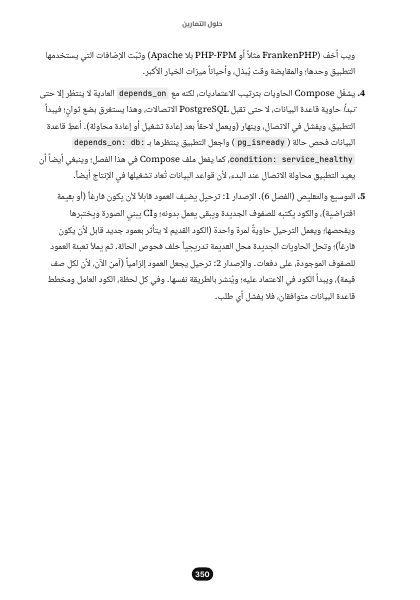 حلول التمارين
ويب أخف (FrankenPHP مثلاً أو PHP-FPM بلا Apache) وثبّت الإضافات التي يستخدمها
التطبيق وحدها؛ والمقايضة وقت يُبذل، وأحياناً ميزات الخيار الأكبر.
4. يشغّل Compose الحاويات بترتيب الاعتماديات، لكنه مع depends_on العادية لا ينتظر إلا حتى
تبدأ حاوية قاعدة البيانات، لا حتى تقبل PostgreSQL الاتصالات، وهذا يستغرق بضع ثوانٍ؛ فيبدأ
التطبيق، ويفشل في الاتصال، وينهار (ويعمل لاحقاً بعد إعادة تشغيل أو إعادة محاولة). أعطِ قاعدة
البيانات فحص حالة (pg_isready) واجعل التطبيق ينتظرها بـ depends_on: db:
condition: service_healthy، كما يفعل ملف Compose في هذا الفصل؛ وينبغي أيضاً أن
يعيد التطبيق محاولة الاتصال عند البدء، لأن قواعد البيانات تُعاد تشغيلها في الإنتاج أيضاً.
5. التوسيع والتقليص (الفصل 6). الإصدار 1: ترحيل يضيف العمود قابلاً لأن يكون فارغاً (أو بقيمة
افتراضية)، والكود يكتبه للصفوف الجديدة ويبقى يعمل بدونه؛ وCI يبني الصورة ويختبرها
ويفحصها؛ ويعمل الترحيل حاويةً لمرة واحدة (الكود القديم لا يتأثر بعمود جديد قابل لأن يكون
فارغاً)؛ وتحل الحاويات الجديدة محل القديمة تدريجياً خلف فحوص الحالة. ثم يملأ تعبئة العمود
للصفوف الموجودة، على دفعات. والإصدار 2: ترحيل يجعل العمود إلزامياً (آمن الآن، لأن لكل صف
قيمة)، ويبدأ الكود في الاعتماد عليه؛ ويُنشر بالطريقة نفسها. وفي كل لحظة، الكود العامل ومخطط
قاعدة البيانات متوافقان، فلا يفشل أي طلب.
350